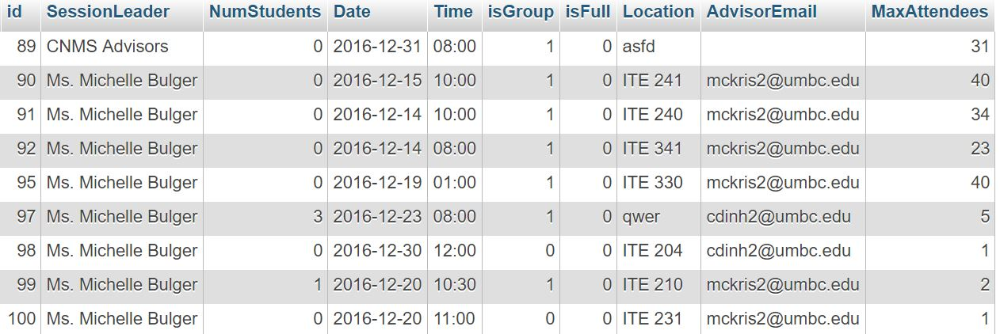 id SessionLeader NumStudents Date Time isGroup isFull Location AdvisorEmail MaxAttendees
89 CNMS Advisors 0 2016-12-31 08:00 1 0 asfd 31
90 Ms. Michelle Bulger 0 2016-12-15 10:00 1 0 ITE 241 mckris2@umbc.edu 40
91 Ms. Michelle Bulger 0 2016-12-14 10:00 1 0 ITE 240 mckris2@umbc.edu 34
92 Ms. Michelle Bulger 0 2016-12-14 08:00 1 0 ITE 341 mckris2@umbc.edu 23
95 Ms. Michelle Bulger 0 2016-12-19 01:00 1 0 ITE 330 mckris2@umbc.edu 40
97 Ms. Michelle Bulger 3 2016-12-23 08:00 1 0 qwer cdinh2@umbc.edu 5
98 Ms. Michelle Bulger 0 2016-12-30 12:00 0 0 ITE 204 cdinh2@umbc.edu 1
99 Ms. Michelle Bulger 1 2016-12-20 10:30 1 0 ITE 210 mckris2@umbc.edu 2
100 Ms. Michelle Bulger 0 2016-12-20 11:00 0 0 ITE 231 mckris2@umbc.edu 1